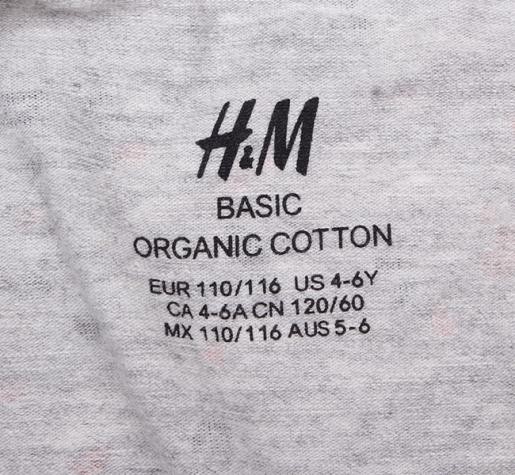 H&M
BASIC
ORGANIC COTTON
EUR 110/116 US 4-6Y
CA 4-6A CN 120/60
MX 110/116 AUS 5-6